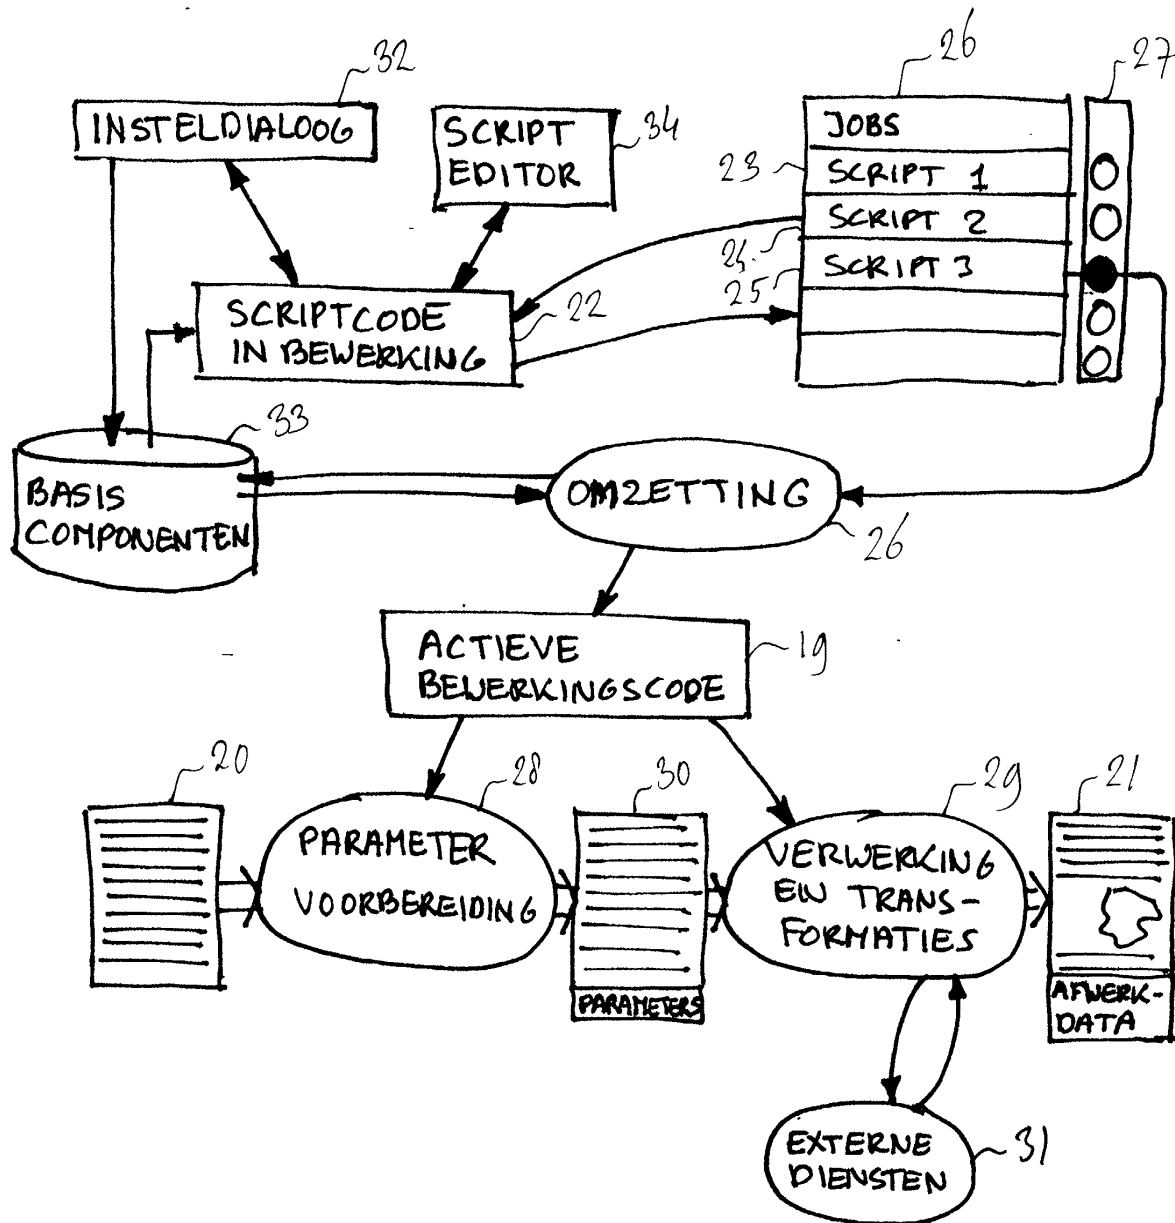 32
INSTELDIALOOG
SCRIPT
EDITOR
34
26
27
JOBS
23
SCRIPT 1
24
SCRIPT 2
25
SCRIPT 3
SCRIPTCODE
IN BEWERKING
22
33
BASIS
COMPONENTEN
OMZETTING
26
ACTIEVE
BEWERKINGSCODE
19
20
28
PARAMETER
VOORBEREIDING
30
PARAMETERS
29
VERWERKING
EN TRANS-
FORMATIES
21
AFWERK-
DATA
EXTERNE
DIENSTEN
31